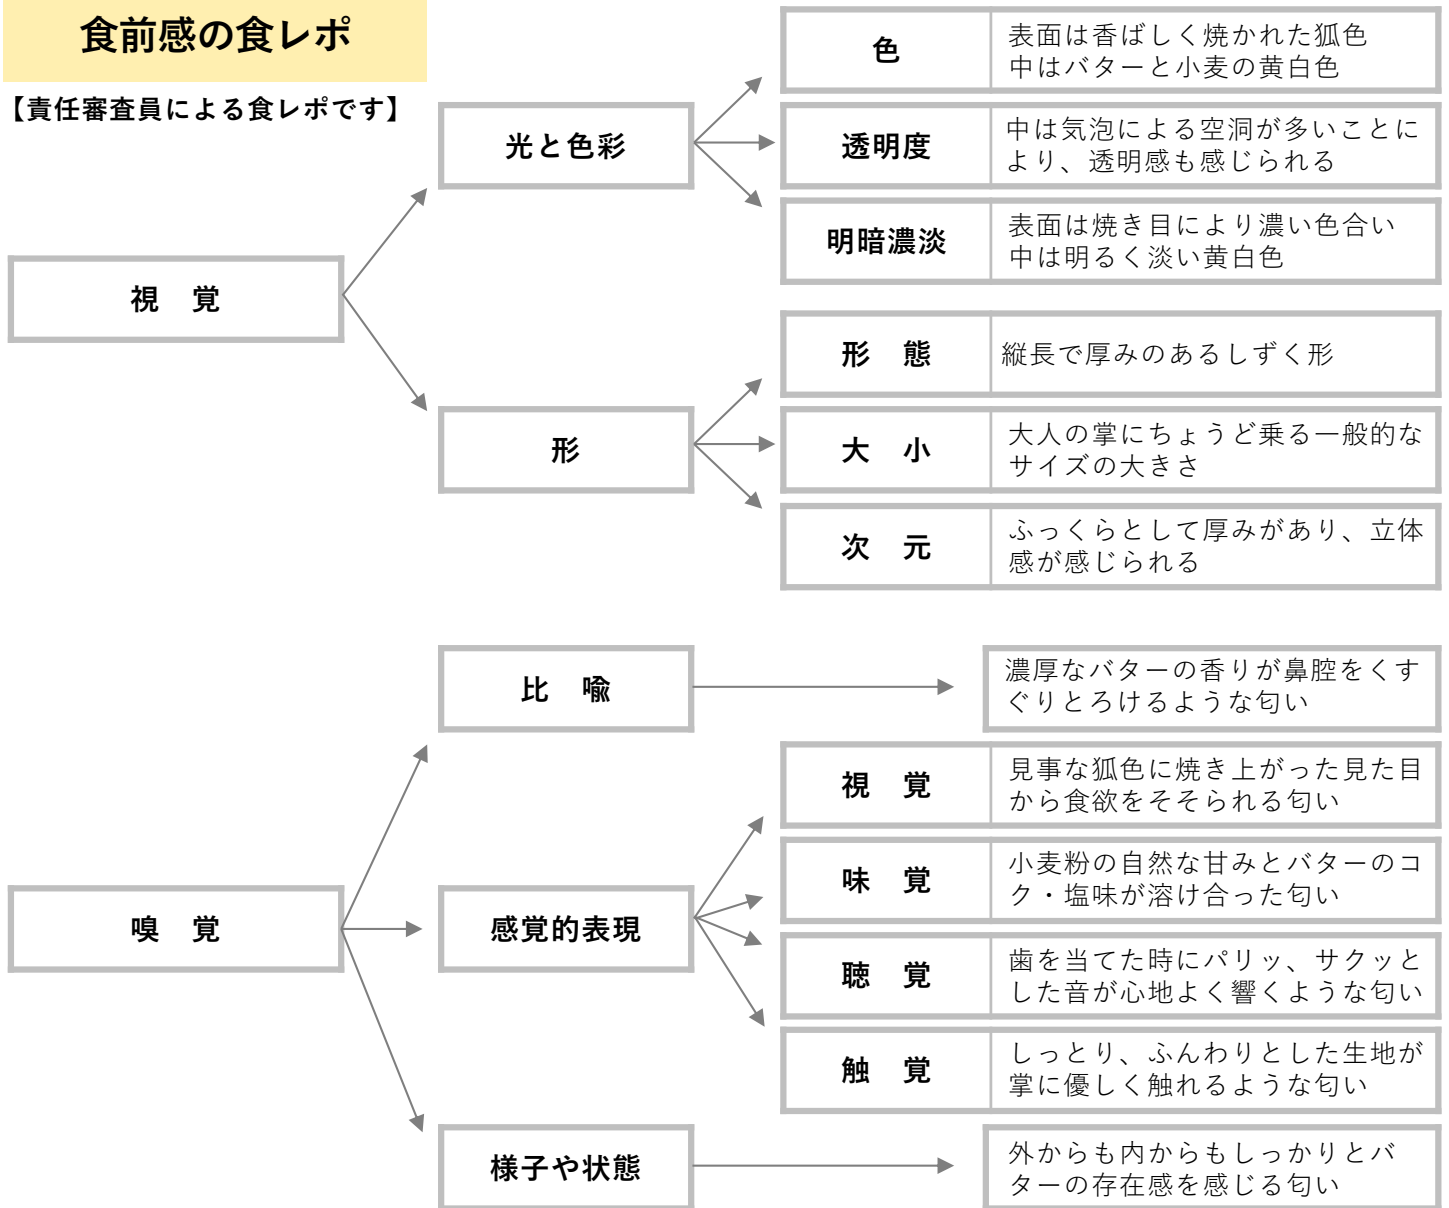 食前感の食レポ
【責任審査員による食レポです】
視　覚
光と色彩
色
表面は香ばしく焼かれた狐色
中はバターと小麦の黄白色
透明度
中は気泡による空洞が多いことに
より、透明感も感じられる
明暗濃淡
表面は焼き目により濃い色合い
中は明るく淡い黄白色
形
形　態
縦長で厚みのあるしずく形
大　小
大人の掌にちょうど乗る一般的な
サイズの大きさ
次　元
ふっくらとして厚みがあり、立体
感が感じられる
嗅　覚
比　喩
濃厚なバターの香りが鼻腔をくす
ぐりとろけるような匂い
感覚的表現
視　覚
見事な狐色に焼き上がった見た目
から食欲をそそられる匂い
味　覚
小麦粉の自然な甘みとバターのコ
ク・塩味が溶け合った匂い
聴　覚
歯を当てた時にパリッ、サクッと
した音が心地よく響くような匂い
触　覚
しっとり、ふんわりとした生地が
掌に優しく触れるような匂い
様子や状態
外からも内からもしっかりとバ
ターの存在感を感じる匂い